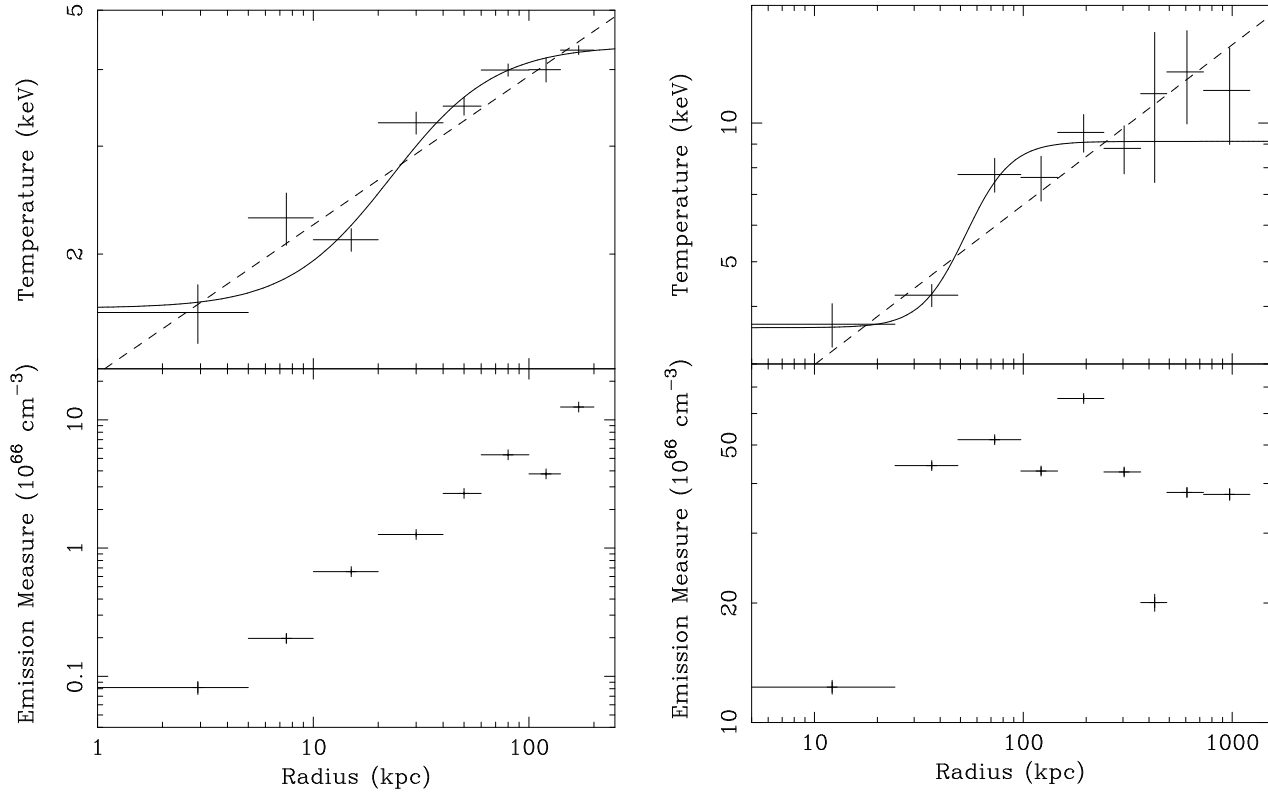 5
2
Temperature (keV)
10
1
0.1
Emission Measure (10^66 cm^−3)
1
10
100
Radius (kpc)
10
5
Temperature (keV)
50
20
10
Emission Measure (10^66 cm^−3)
10
100
1000
Radius (kpc)